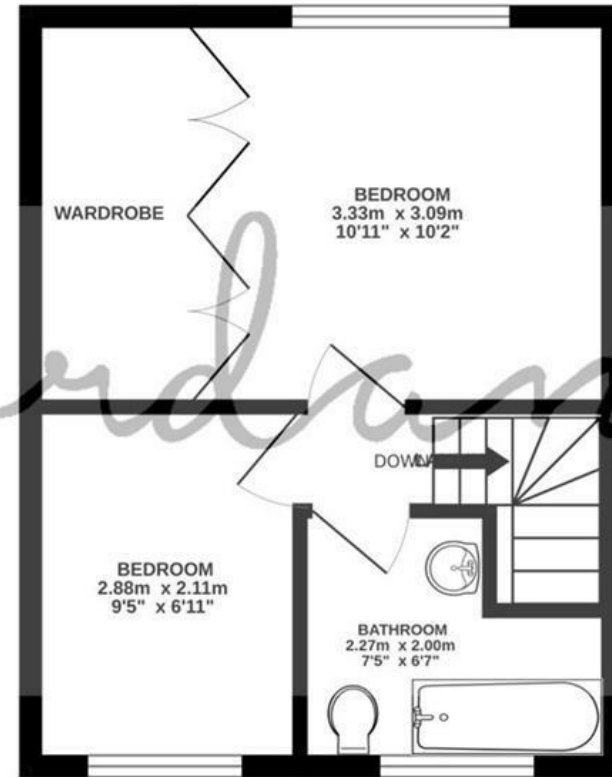 WARDROBE
BEDROOM
3.33m x 3.09m
10'11" x 10'2"
DOWN
BEDROOM
2.88m x 2.11m
9'5" x 6'11"
BATHROOM
2.27m x 2.00m
7'5" x 6'7"